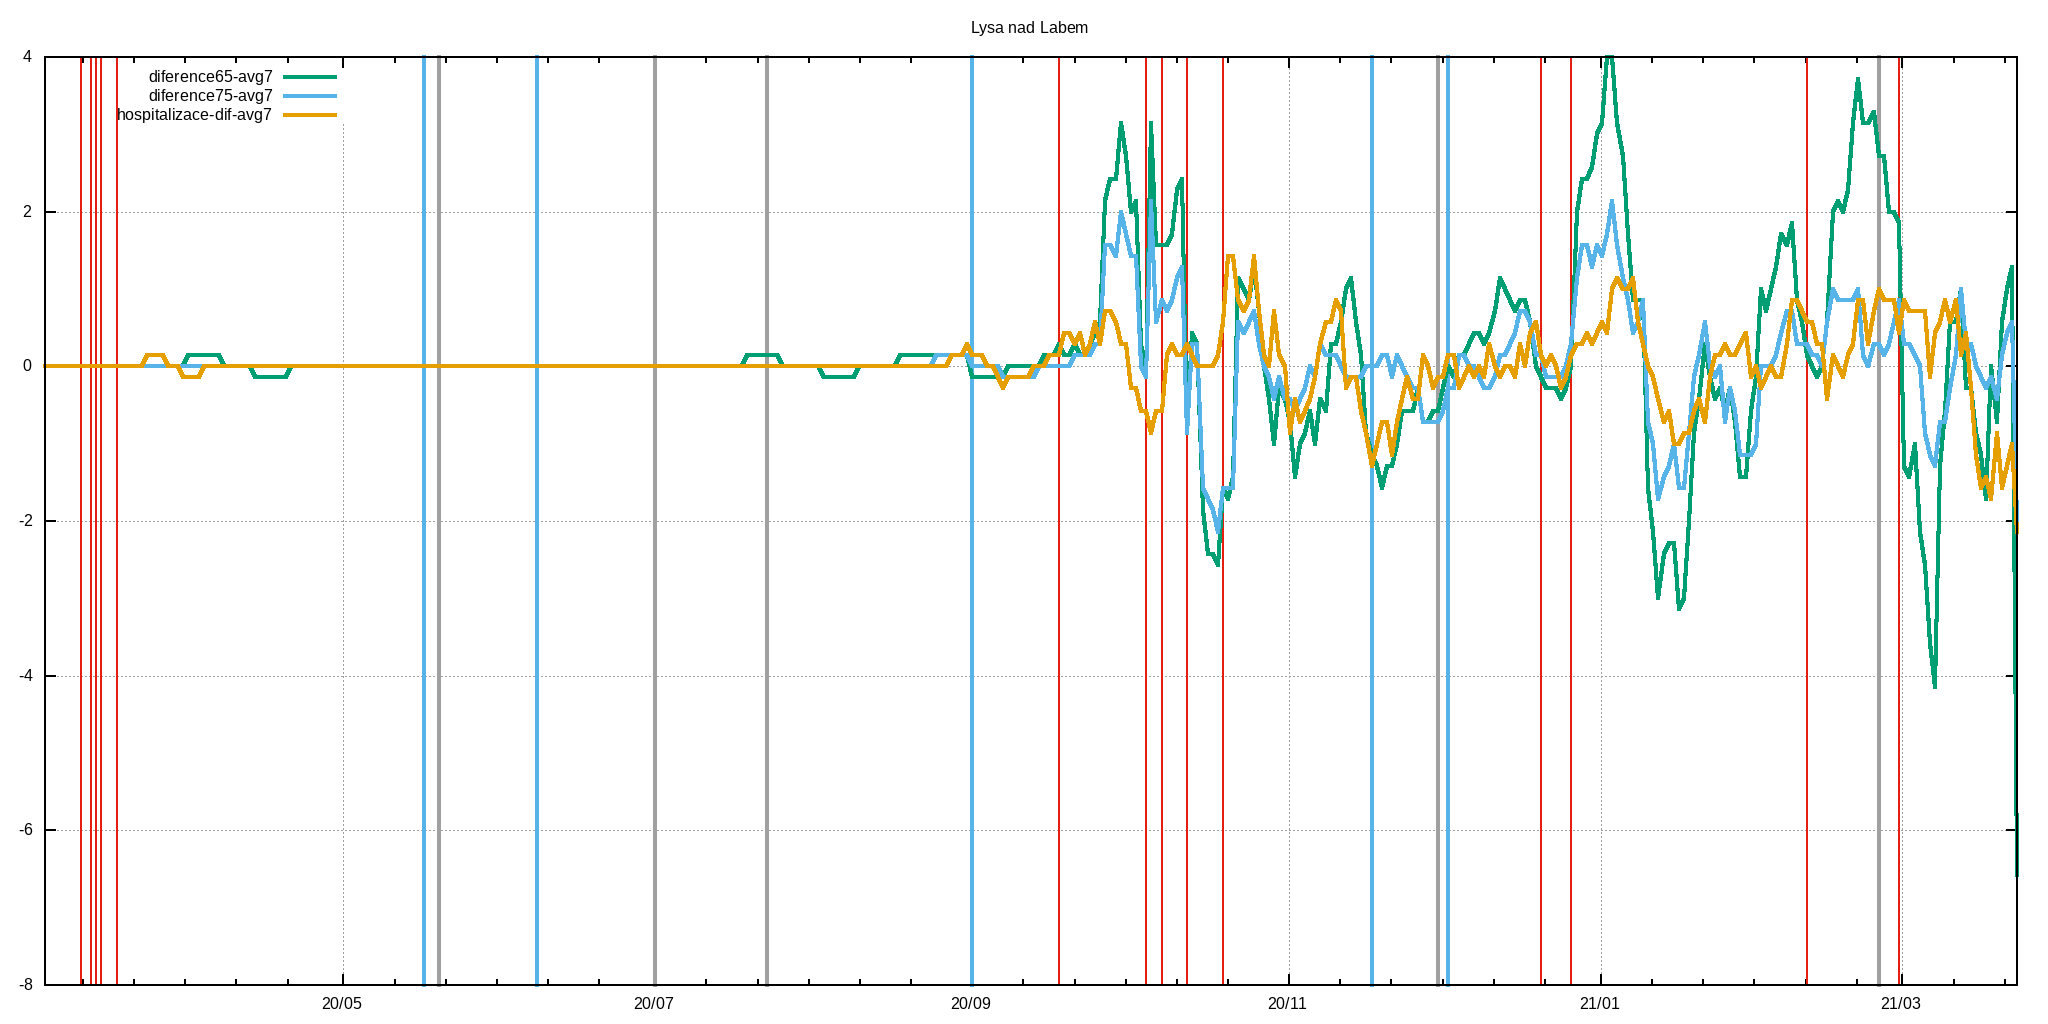 Lysa nad Labem
4
diference65-avg7
diference75-avg7
hospitalizace-dif-avg7
2
0
-2
-4
-6
-8
20/05 20/07 20/09 20/11 21/01 21/03